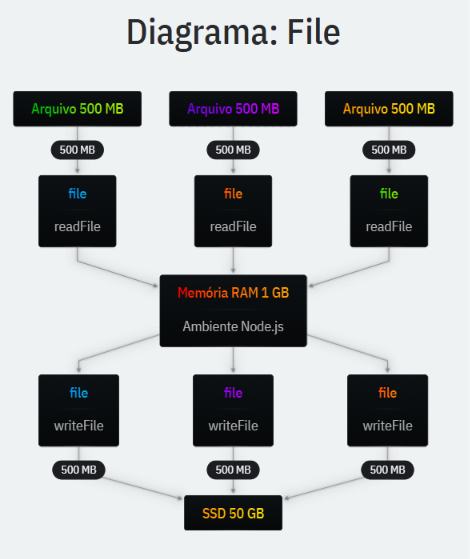 Diagrama: File
Arquivo 500 MB
Arquivo 500 MB
Arquivo 500 MB
500 MB
500 MB
500 MB
file
readFile
file
readFile
file
readFile
Memória RAM 1 GB
Ambiente Node.js
file
writeFile
file
writeFile
file
writeFile
500 MB
500 MB
500 MB
SSD 50 GB